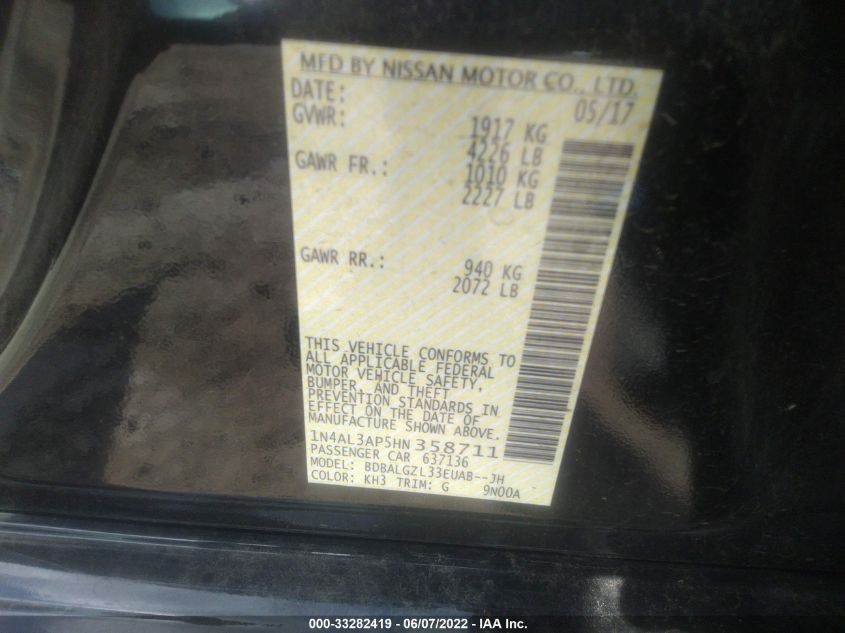 MFD BY NISSAN MOTOR CO., LTD.
DATE: 05/17
GVWR: 1917 KG
4226 LB
GAWR FR.: 1010 KG
2227 LB
GAWR RR.: 940 KG
2072 LB
THIS VEHICLE CONFORMS TO
ALL APPLICABLE FEDERAL
MOTOR VEHICLE SAFETY,
BUMPER, AND THEFT
PREVENTION STANDARDS IN
EFFECT ON THE DATE OF
MANUFACTURE SHOWN ABOVE.
1N4AL3AP5HN358711
PASSENGER CAR 637136
MODEL: BDBALGZL33EUAB--JH
COLOR: KH3 TRIM: G 9N00A
000-33282419 - 06/07/2022 - IAA Inc.